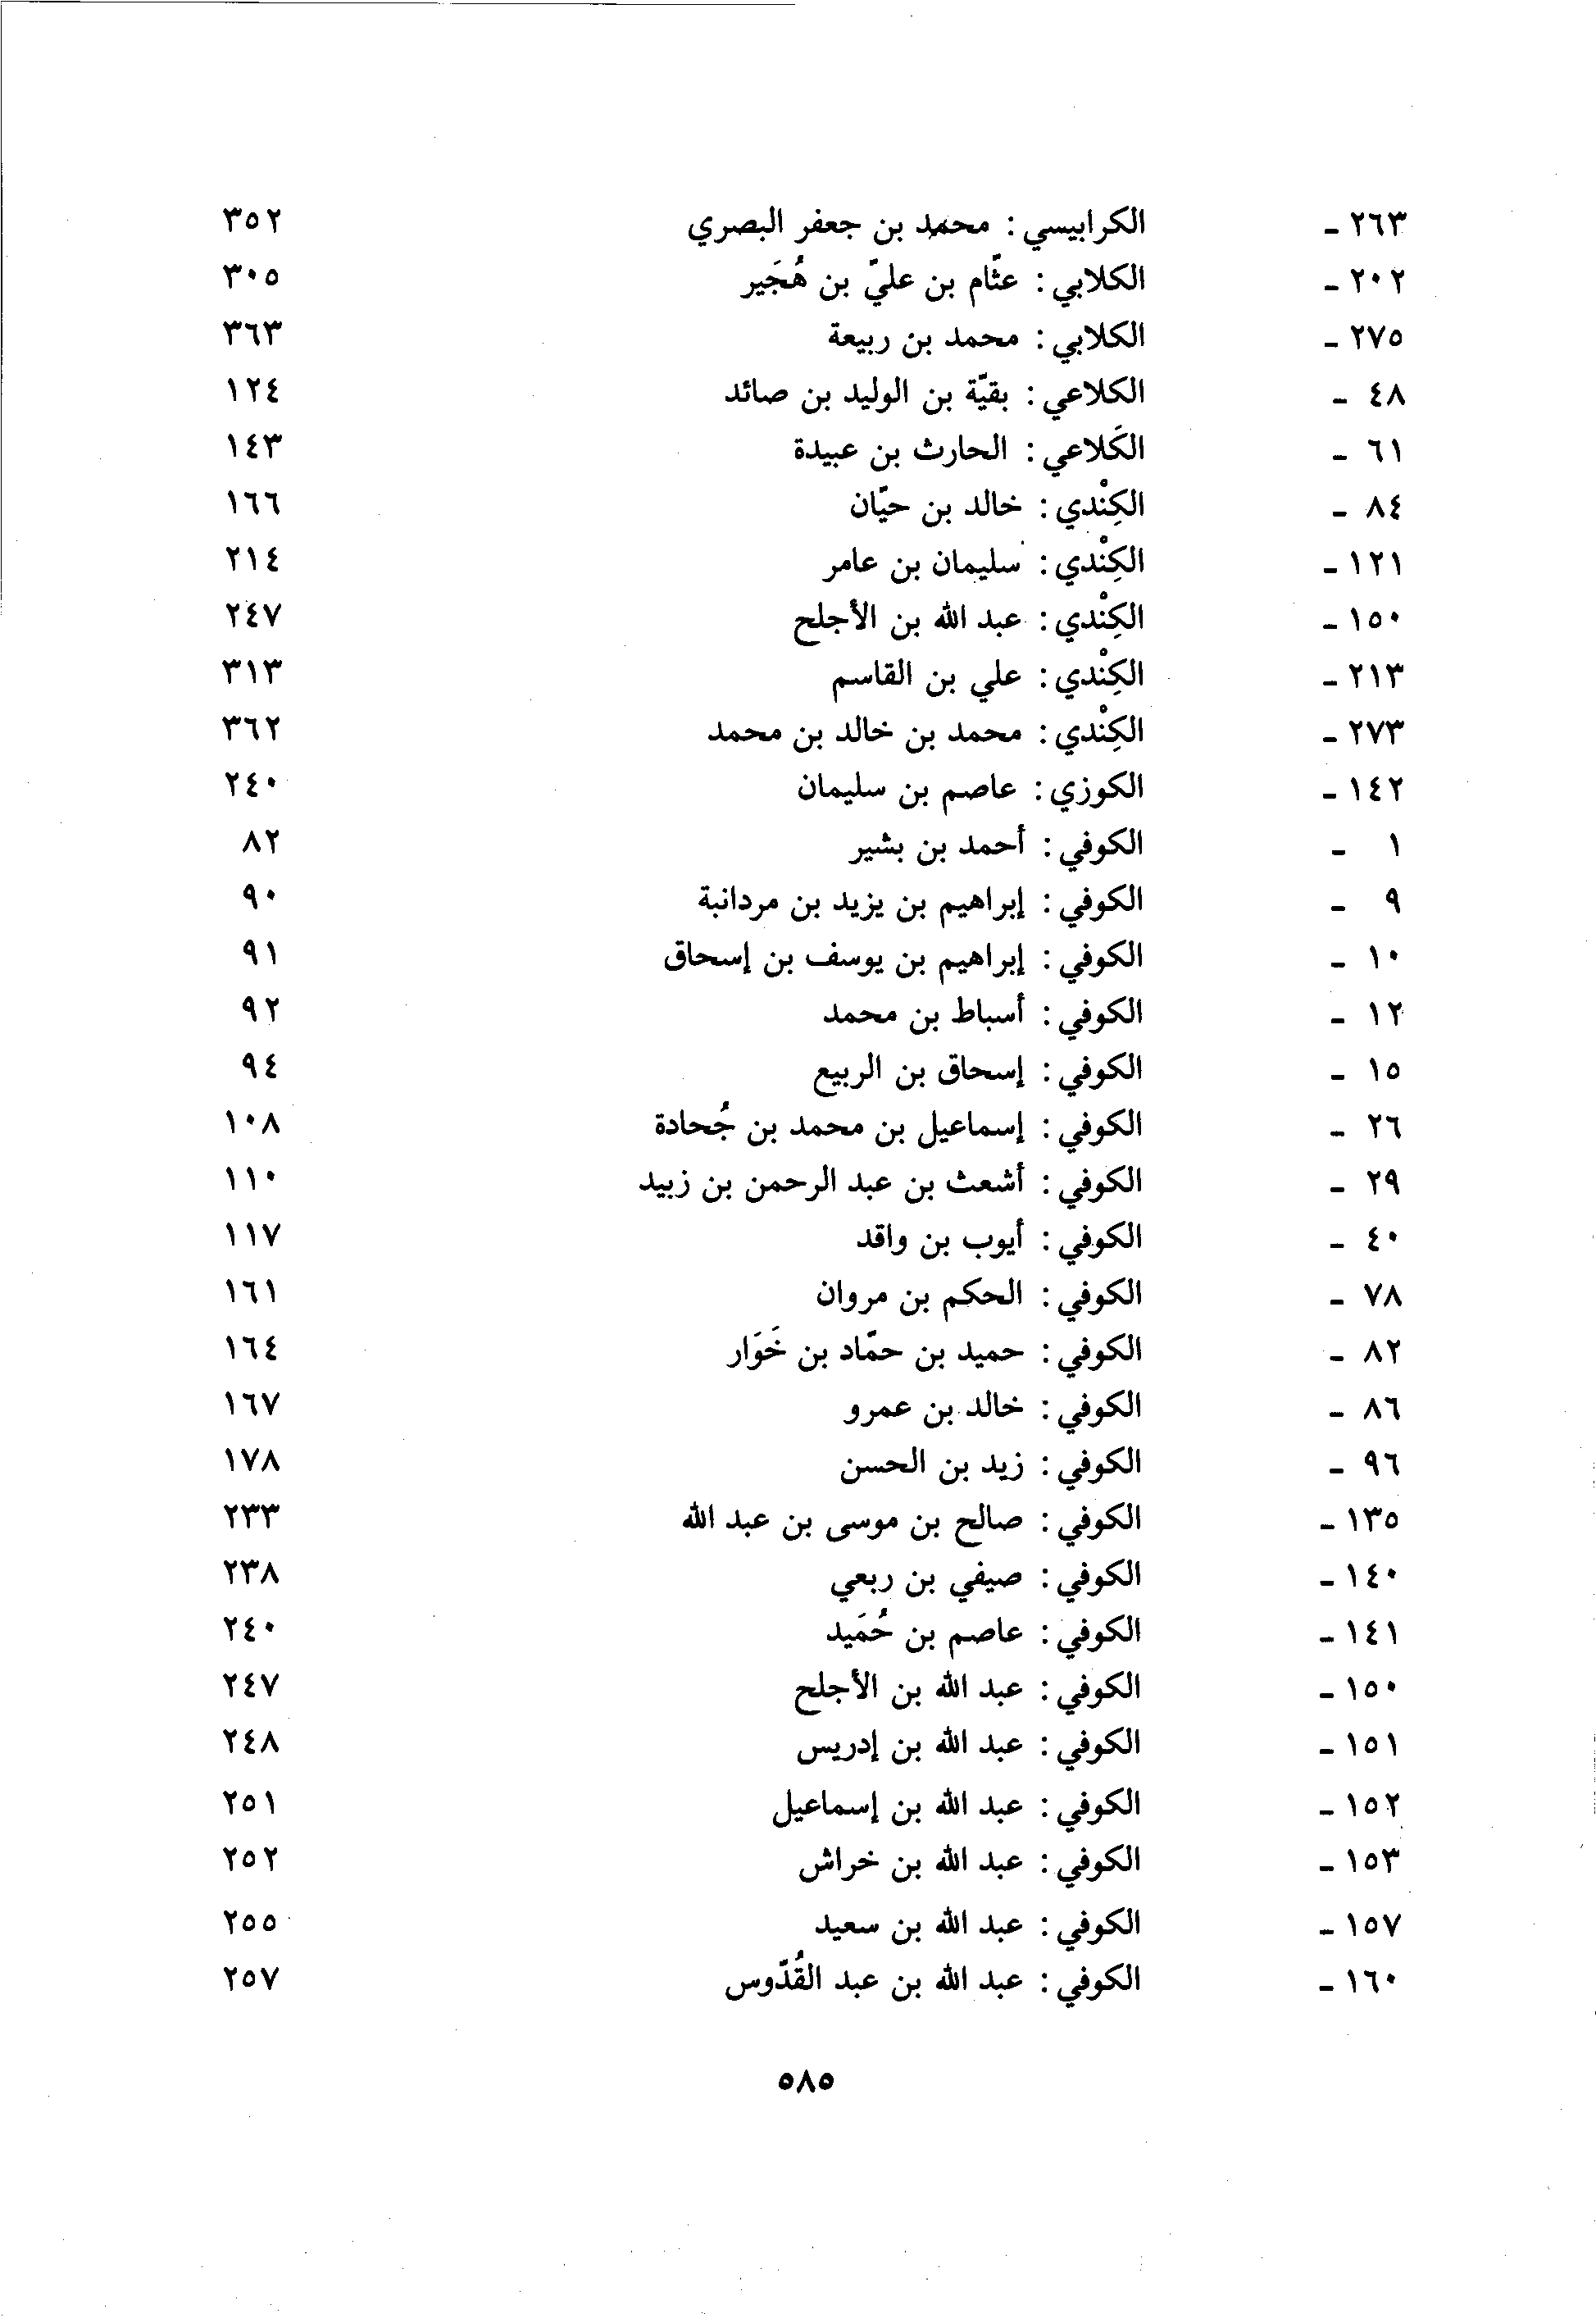 ٢٦٣ - الكرابيسي : محمد بن جعفر البصري ٣٥٢
٢٠٢ - الكلابي : عثّام بن عليّ بن هُجَير ٣٠٥
٢٧٥ - الكلابي : محمد بن ربيعة ٣٦٣
٤٨ - الكلاعي : بقيّة بن الوليد بن صائد ١٢٤
٦١ - الكَلاعي : الحارث بن عبيدة ١٤٣
٨٤ - الكِنْدي : خالد بن حيّان ١٦٦
١٢١ - الكِنْدي : سليمان بن عامر ٢١٤
١٥٠ - الكِنْدي : عبد الله بن الأجلح ٢٤٧
٢١٣ - الكِنْدي : علي بن القاسم ٣١٣
٢٧٣ - الكِنْدي : محمد بن خالد بن محمد ٣٦٢
١٤٢ - الكوزي : عاصم بن سليمان ٢٤٠
١ - الكوفي : أحمد بن بشير ٨٢
٩ - الكوفي : إبراهيم بن يزيد بن مردانبة ٩٠
١٠ - الكوفي : إبراهيم بن يوسف بن إسحاق ٩١
١٢ - الكوفي : أسباط بن محمد ٩٢
١٥ - الكوفي : إسحاق بن الربيع ٩٤
٢٦ - الكوفي : إسماعيل بن محمد بن جُحادة ١٠٨
٢٩ - الكوفي : أشعث بن عبد الرحمن بن زبيد ١١٠
٤٠ - الكوفي : أيوب بن واقد ١١٧
٧٨ - الكوفي : الحكم بن مروان ١٦١
٨٢ - الكوفي : حميد بن حمّاد بن خَوَار ١٦٤
٨٦ - الكوفي : خالد بن عمرو ١٦٧
٩٦ - الكوفي : زيد بن الحسن ١٧٨
١٣٥ - الكوفي : صالح بن موسى بن عبد الله ٢٣٣
١٤٠ - الكوفي : صيفي بن ربعي ٢٣٨
١٤١ - الكوفي : عاصم بن حُمَيد ٢٤٠
١٥٠ - الكوفي : عبد الله بن الأجلح ٢٤٧
١٥١ - الكوفي : عبد الله بن إدريس ٢٤٨
١٥٢ - الكوفي : عبد الله بن إسماعيل ٢٥١
١٥٣ - الكوفي : عبد الله بن خراش ٢٥٢
١٥٧ - الكوفي : عبد الله بن سعيد ٢٥٥
١٦٠ - الكوفي : عبد الله بن عبد القُدّوس ٢٥٧
٥٨٥